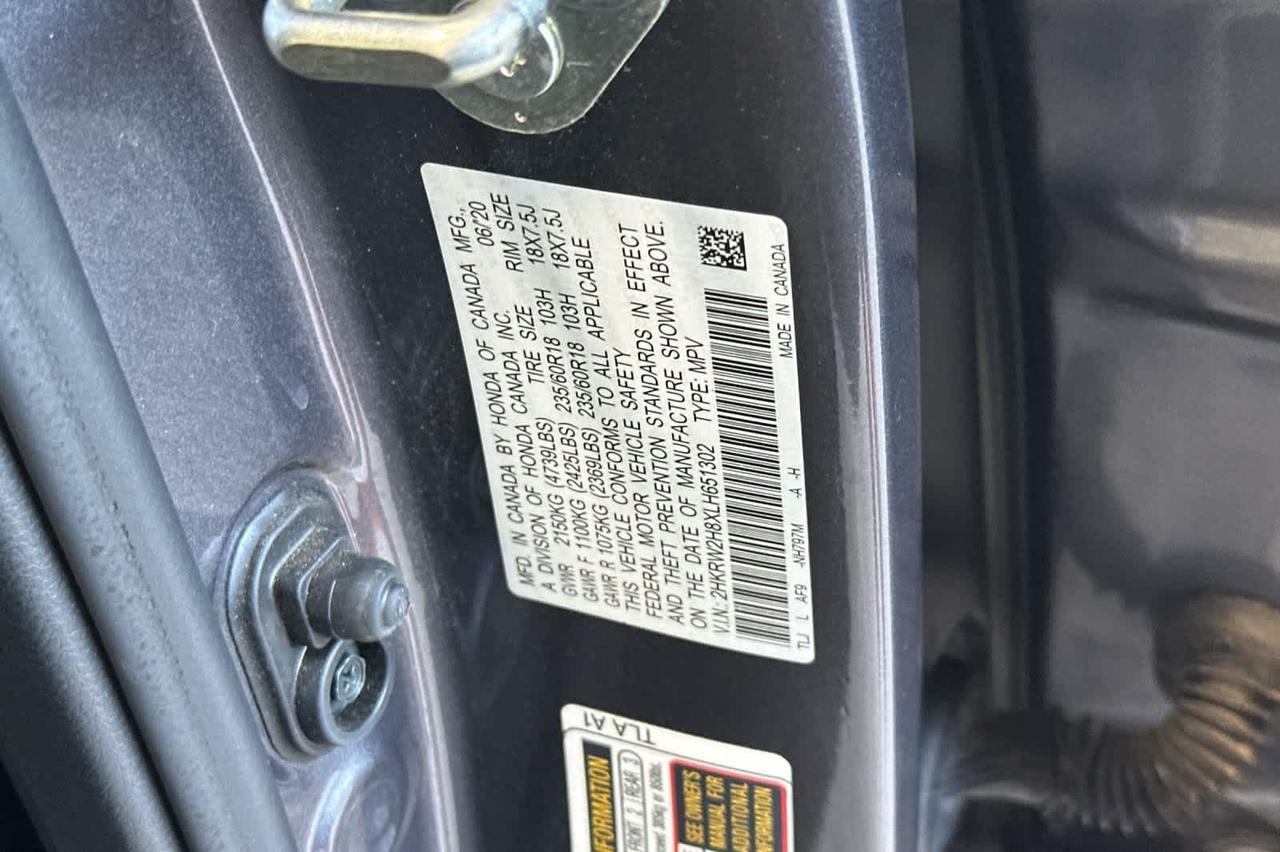 MFD. IN CANADA BY HONDA OF CANADA MFG.,
A DIVISION OF HONDA CANADA INC. 06/20
GVWR 2150KG (4739LBS) TIRE SIZE RIM SIZE
GAWR F 1100KG (2425LBS) 235/60R18 103H 18X7.5J
GAWR R 1075KG (2369LBS) 235/60R18 103H 18X7.5J
THIS VEHICLE CONFORMS TO ALL APPLICABLE
FEDERAL MOTOR VEHICLE SAFETY
AND THEFT PREVENTION STANDARDS IN EFFECT
ON THE DATE OF MANUFACTURE SHOWN ABOVE.
V.I.N.: 2HKRW2H8XLH651302 TYPE: MPV
TLJ L AF9 -NH797M -A -H MADE IN CANADA
TLA A1
FRONT 2 REAR 3
SEE OWNER'S
MANUAL FOR
ADDITIONAL
INFORMATION